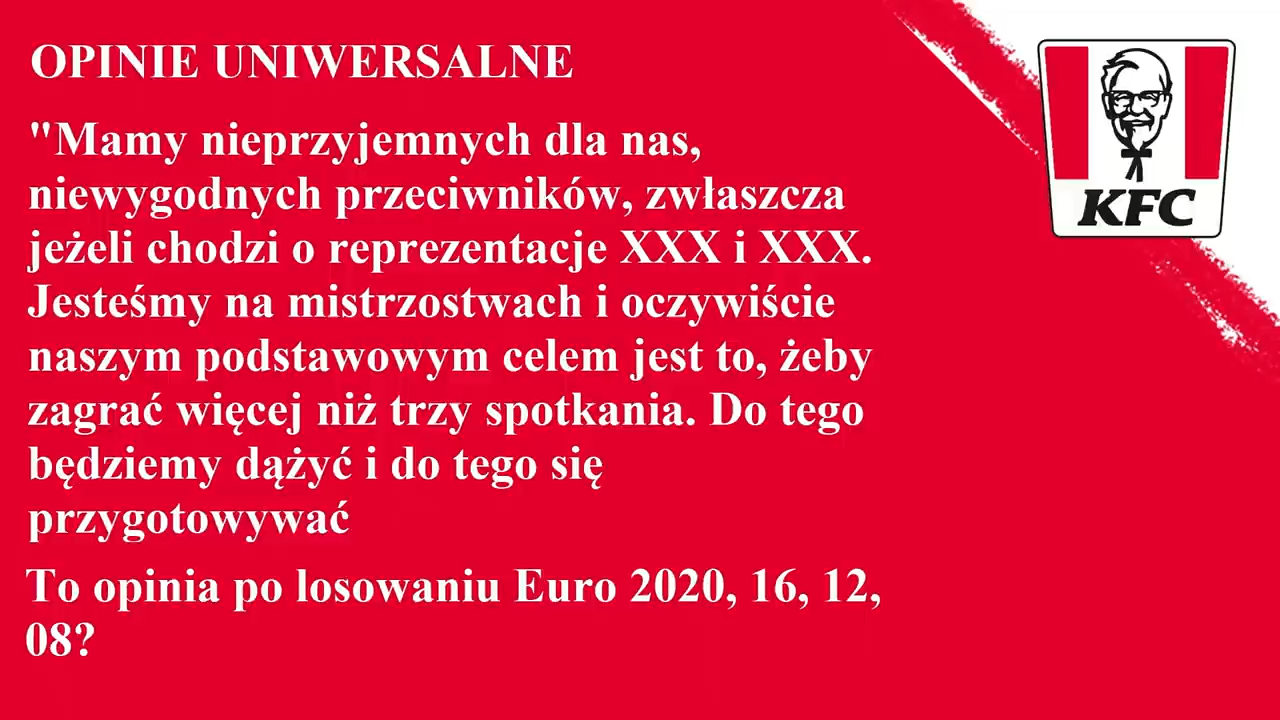 OPINIE UNIWERSALNE
"Mamy nieprzyjemnych dla nas,
niewygodnych przeciwników, zwłaszcza
jeżeli chodzi o reprezentacje XXX i XXX.
Jesteśmy na mistrzostwach i oczywiście
naszym podstawowym celem jest to, żeby
zagrać więcej niż trzy spotkania. Do tego
będziemy dążyć i do tego się
przygotowywać
To opinia po losowaniu Euro 2020, 16, 12,
08?
KFC